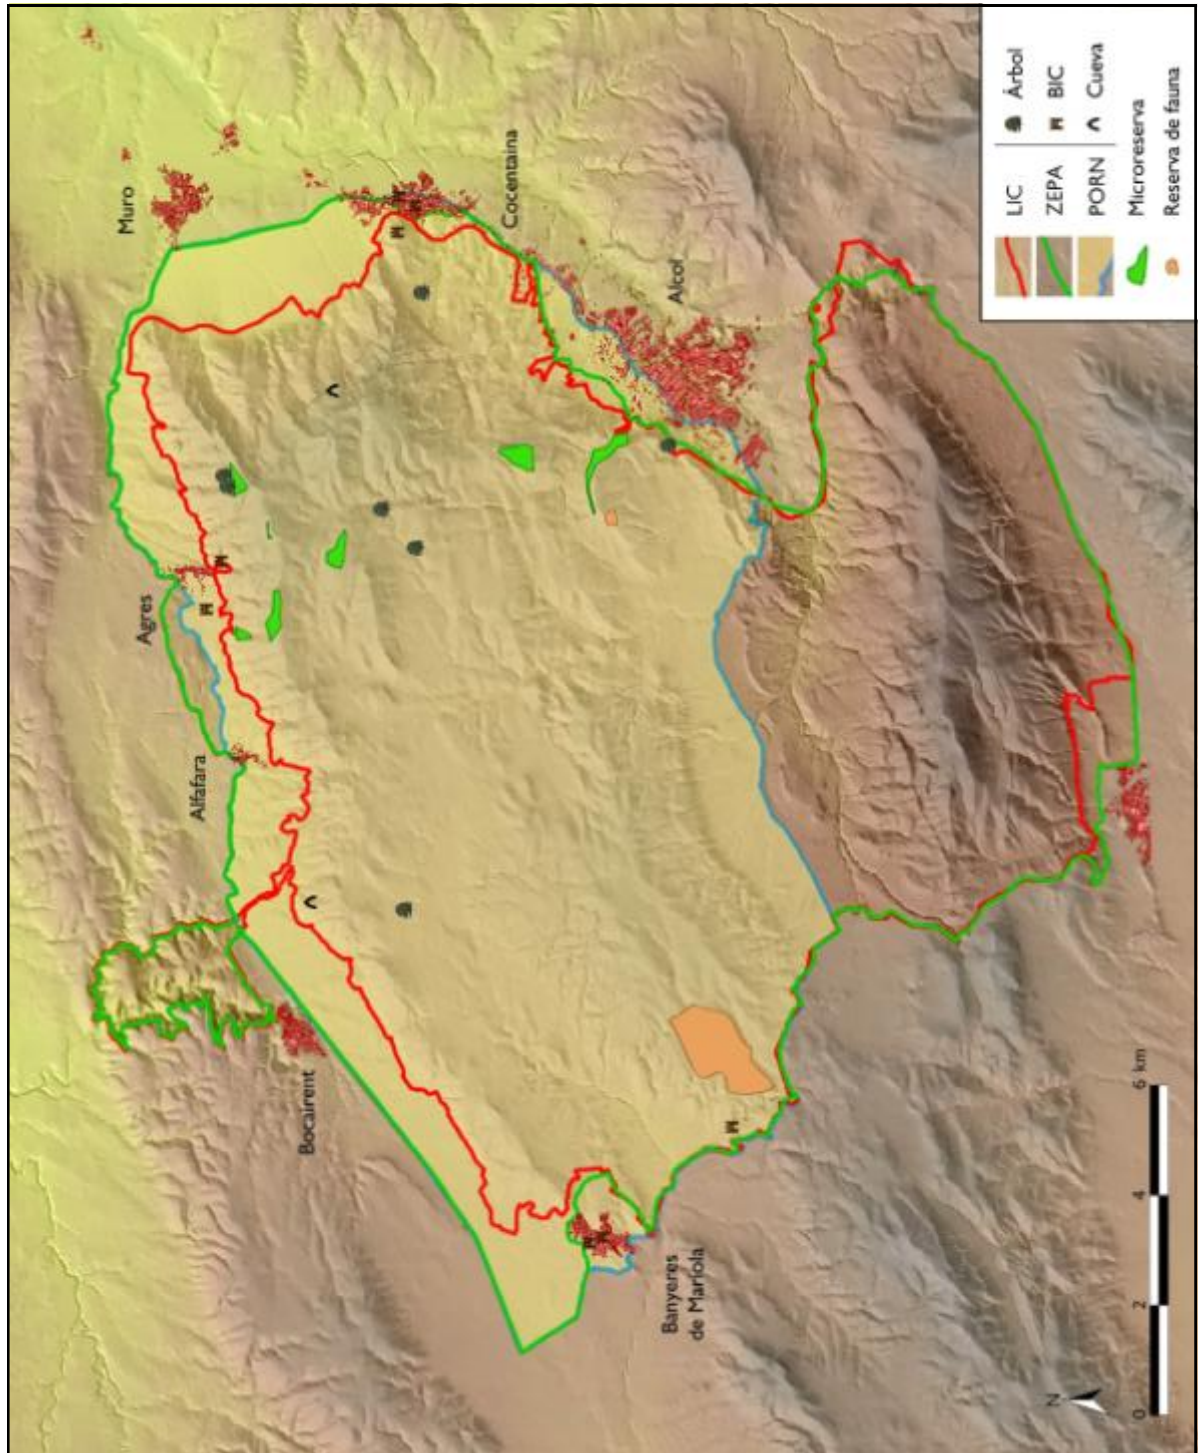 Muro
Agres
Alfafara
Bocairent
Cocentaina
Alcoi
Banyeres
de Mariola
LIC
ZEPA
PORN
Árbol
BIC
Cueva
Microreserva
Reserva de fauna
N
0
2
4
6 km